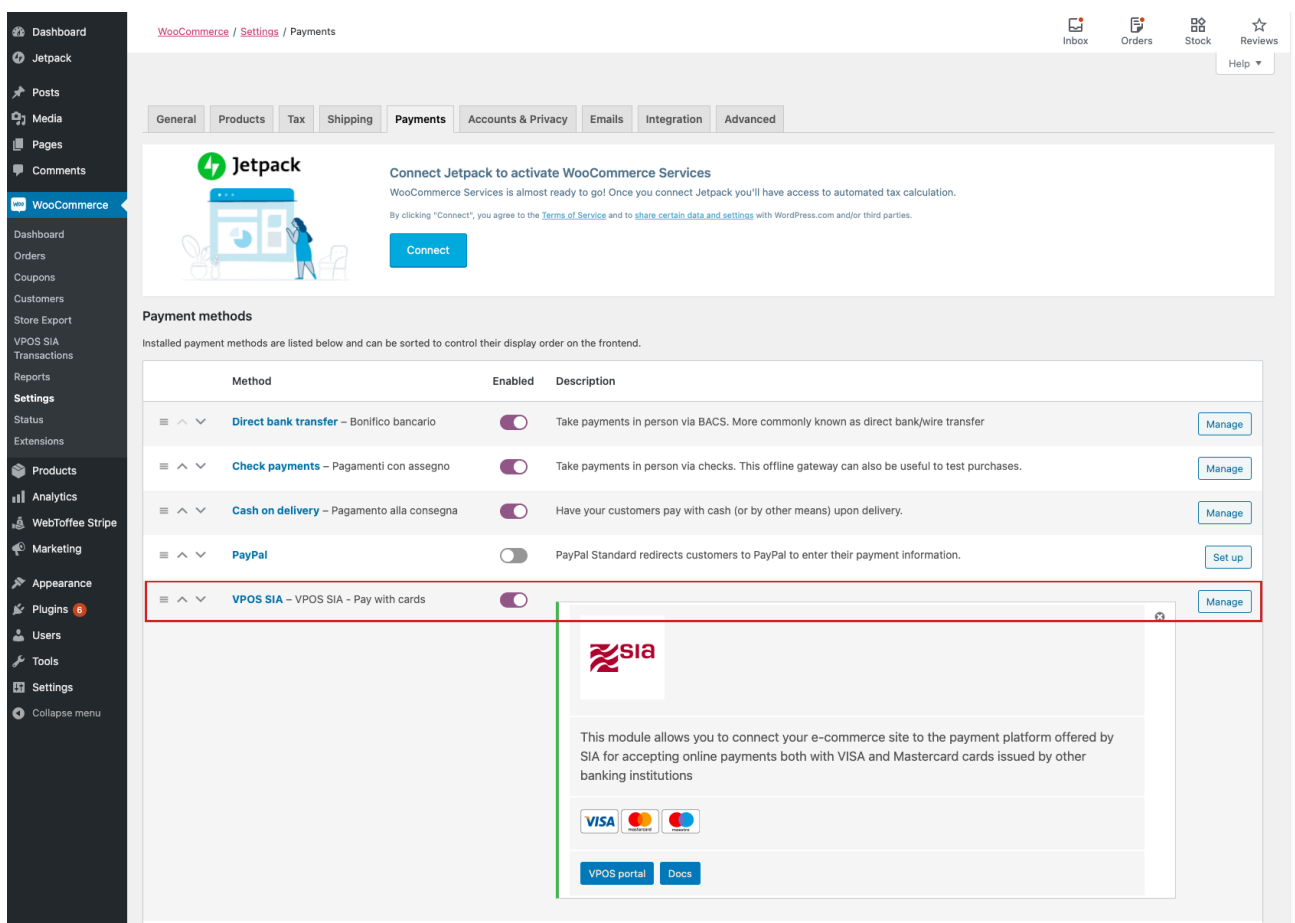 Dashboard
Jetpack
Posts
Media
Pages
Comments
WooCommerce
Dashboard
Orders
Coupons
Customers
Store Export
VPOS SIA
Transactions
Reports
Settings
Status
Extensions
Products
Analytics
WebToffee Stripe
Marketing
Appearance
Plugins 6
Users
Tools
Settings
Collapse menu
WooCommerce / Settings / Payments
Inbox Orders Stock Reviews
Help ▼
General Products Tax Shipping Payments Accounts & Privacy Emails Integration Advanced
Jetpack
Connect Jetpack to activate WooCommerce Services
WooCommerce Services is almost ready to go! Once you connect Jetpack you'll have access to automated tax calculation.
By clicking "Connect", you agree to the Terms of Service and to share certain data and settings with WordPress.com and/or third parties.
Connect
Payment methods
Installed payment methods are listed below and can be sorted to control their display order on the frontend.
Method Enabled Description
Direct bank transfer – Bonifico bancario Take payments in person via BACS. More commonly known as direct bank/wire transfer Manage
Check payments – Pagamenti con assegno Take payments in person via checks. This offline gateway can also be useful to test purchases. Manage
Cash on delivery – Pagamento alla consegna Have your customers pay with cash (or by other means) upon delivery. Manage
PayPal PayPal Standard redirects customers to PayPal to enter their payment information. Set up
VPOS SIA – VPOS SIA - Pay with cards Manage
sia
This module allows you to connect your e-commerce site to the payment platform offered by
SIA for accepting online payments both with VISA and Mastercard cards issued by other
banking institutions
VISA mastercard maestro
VPOS portal Docs